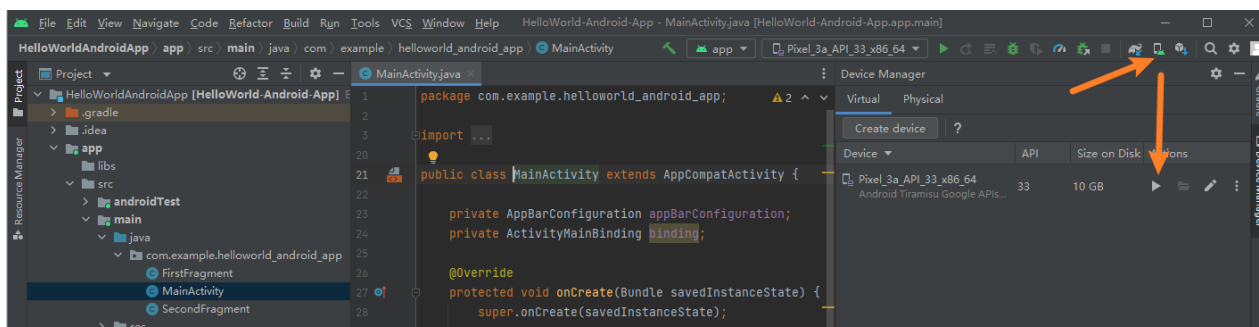 File Edit View Navigate Code Refactor Build Run Tools VCS Window Help HelloWorld-Android-App - MainActivity.java [HelloWorld-Android-App.app.main]
HelloWorldAndroidApp app src main java com example helloworld_android_app MainActivity app Pixel_3a_API_33_x86_64
Project
Project
MainActivity.java
Device Manager
HelloWorldAndroidApp [HelloWorld-Android-App]
1 package com.example.helloworld_android_app; 2
Virtual Physical
.gradle
2
.idea
3 import ...
Create device ?
app
20
Device API Size on Disk
libs
21 public class MainActivity extends AppCompatActivity {
Pixel_3a_API_33_x86_64 33 10 GB
Android Tiramisu Google APIs...
src
22
androidTest
23 private AppBarConfiguration appBarConfiguration;
main
24 private ActivityMainBinding binding;
java
25
com.example.helloworld_android_app
26 @Override
FirstFragment
27 protected void onCreate(Bundle savedInstanceState) {
MainActivity
28 super.onCreate(savedInstanceState);
SecondFragment
Resource Manager